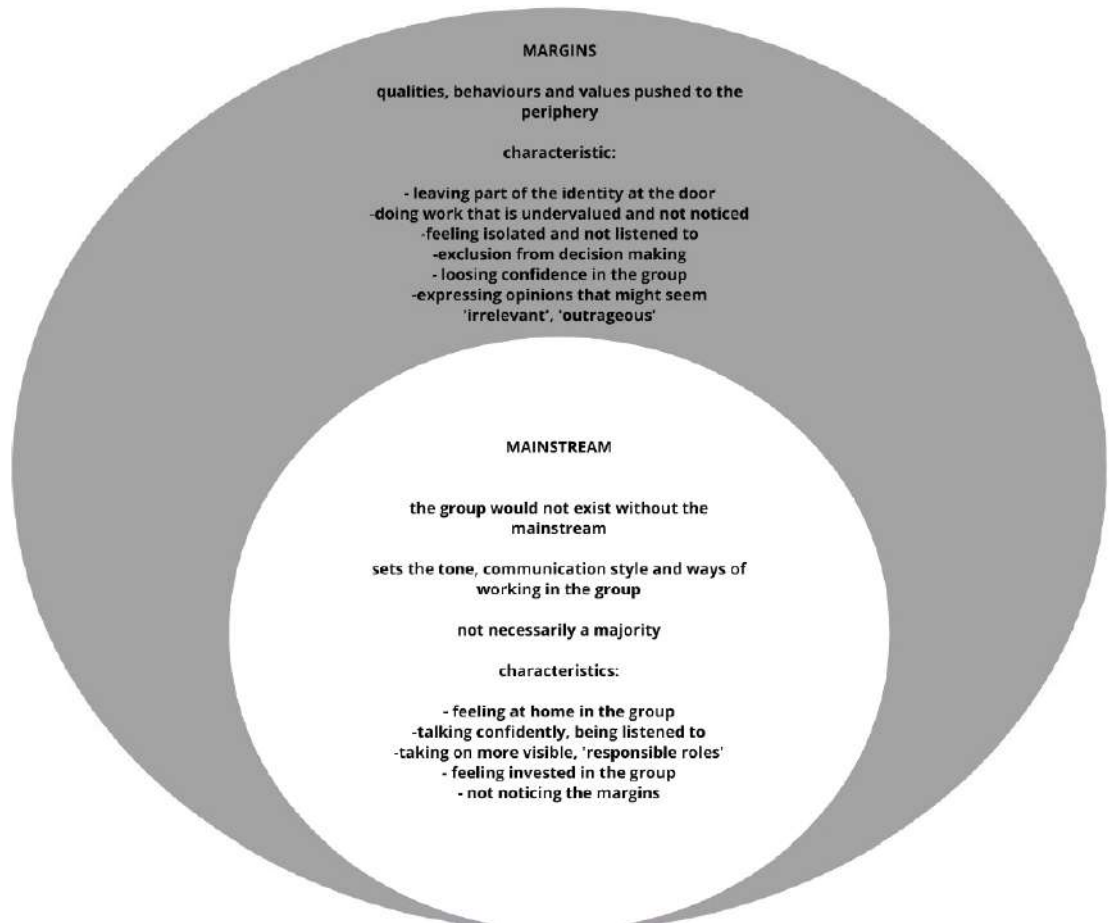 MARGINS
qualities, behaviours and values pushed to the
periphery
characteristic:
- leaving part of the identity at the door
-doing work that is undervalued and not noticed
-feeling isolated and not listened to
-exclusion from decision making
- loosing confidence in the group
-expressing opinions that might seem
'irrelevant', 'outrageous'
MAINSTREAM
the group would not exist without the
mainstream
sets the tone, communication style and ways of
working in the group
not necessarily a majority
characteristics:
- feeling at home in the group
-talking confidently, being listened to
-taking on more visible, 'responsible roles'
- feeling invested in the group
- not noticing the margins